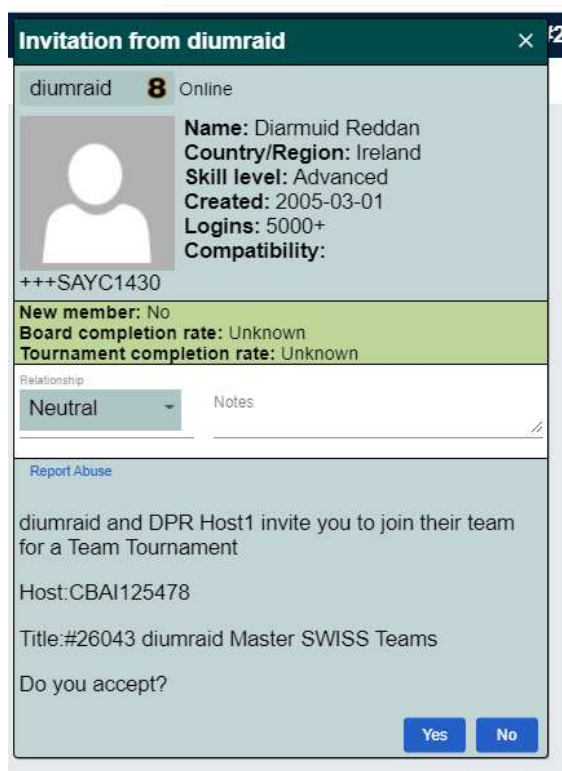 Invitation from diumraid ×
#2
diumraid 8 Online
Name: Diarmuid Reddan
Country/Region: Ireland
Skill level: Advanced
Created: 2005-03-01
Logins: 5000+
Compatibility:
+++SAYC1430
New member: No
Board completion rate: Unknown
Tournament completion rate: Unknown
Relationship
Neutral
Notes
Report Abuse
diumraid and DPR Host1 invite you to join their team
for a Team Tournament
Host:CBAI125478
Title:#26043 diumraid Master SWISS Teams
Do you accept?
Yes No